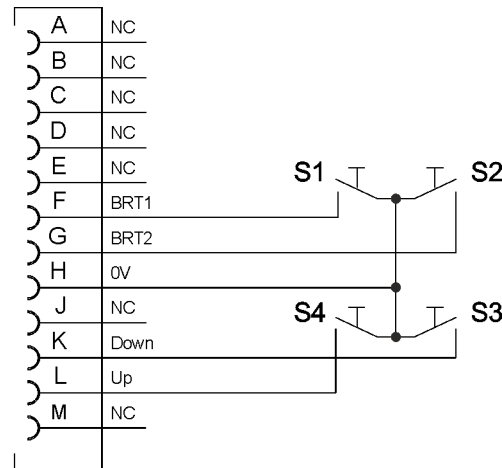 A NC
B NC
C NC
D NC
E NC
S1 S2
F BRT1
G BRT2
H 0V
J NC
S4 S3
K Down
L Up
M NC